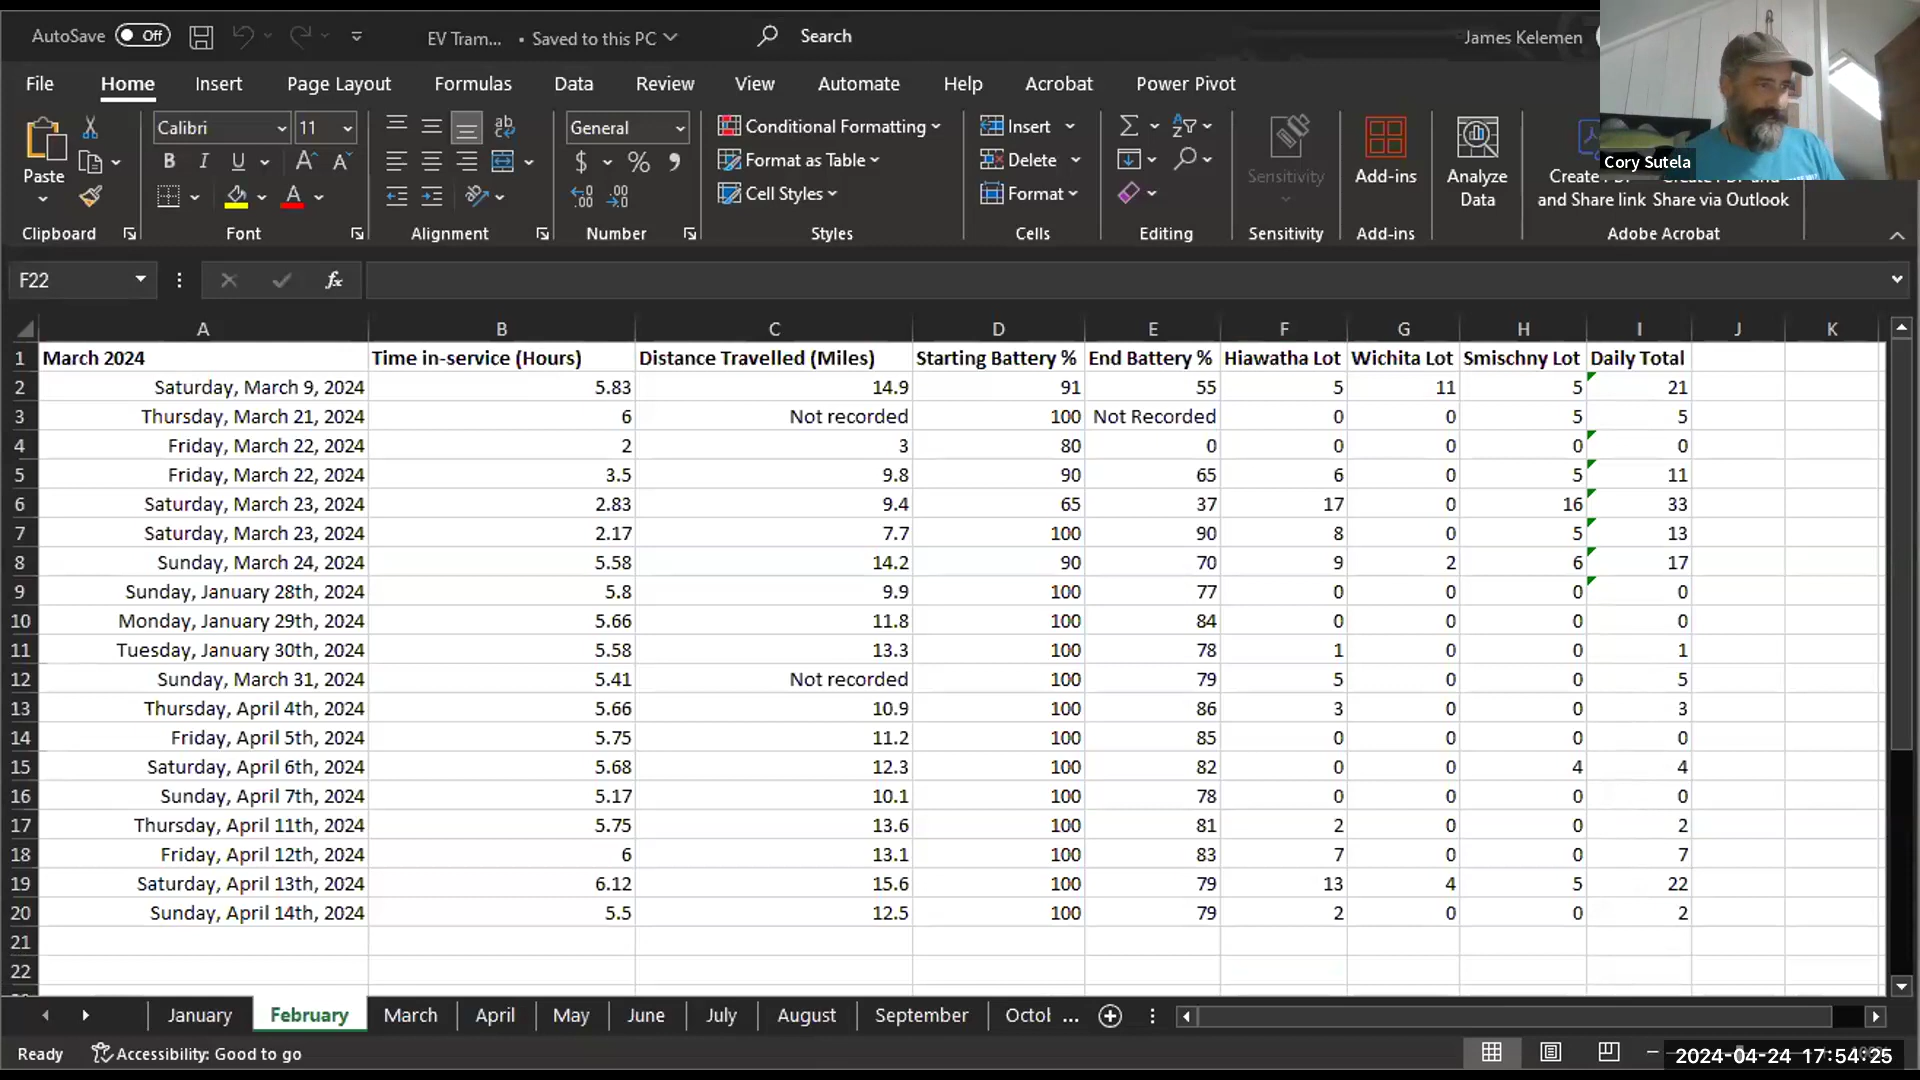 AutoSave Off EV Tram... • Saved to this PC Search James Kelemen
File Home Insert Page Layout Formulas Data Review View Automate Help Acrobat Power Pivot
Cory Sutela
Paste
Calibri 11
B I U A A
A
ab
General
$ % 9
Conditional Formatting
Format as Table
Cell Styles
Insert
Delete
Format
Sensitivity
Add-ins
Analyze
Data
and Share link Share via Outlook
Clipboard Font Alignment Number Styles Cells Editing Sensitivity Add-ins Adobe Acrobat
F22 fx
A B C D E F G H I J K
1 March 2024 Time in-service (Hours) Distance Travelled (Miles) Starting Battery % End Battery % Hiawatha Lot Wichita Lot Smischny Lot Daily Total
2 Saturday, March 9, 2024 5.83 14.9 91 55 5 11 5 21
3 Thursday, March 21, 2024 6 Not recorded 100 Not Recorded 0 0 5 5
4 Friday, March 22, 2024 2 3 80 0 0 0 0 0
5 Friday, March 22, 2024 3.5 9.8 90 65 6 0 5 11
6 Saturday, March 23, 2024 2.83 9.4 65 37 17 0 16 33
7 Saturday, March 23, 2024 2.17 7.7 100 90 8 0 5 13
8 Sunday, March 24, 2024 5.58 14.2 90 70 9 2 6 17
9 Sunday, January 28th, 2024 5.8 9.9 100 77 0 0 0 0
10 Monday, January 29th, 2024 5.66 11.8 100 84 0 0 0 0
11 Tuesday, January 30th, 2024 5.58 13.3 100 78 1 0 0 1
12 Sunday, March 31, 2024 5.41 Not recorded 100 79 5 0 0 5
13 Thursday, April 4th, 2024 5.66 10.9 100 86 3 0 0 3
14 Friday, April 5th, 2024 5.75 11.2 100 85 0 0 0 0
15 Saturday, April 6th, 2024 5.68 12.3 100 82 0 0 4 4
16 Sunday, April 7th, 2024 5.17 10.1 100 78 0 0 0 0
17 Thursday, April 11th, 2024 5.75 13.6 100 81 2 0 0 2
18 Friday, April 12th, 2024 6 13.1 100 83 7 0 0 7
19 Saturday, April 13th, 2024 6.12 15.6 100 79 13 4 5 22
20 Sunday, April 14th, 2024 5.5 12.5 100 79 2 0 0 2
21
22
January February March April May June July August September Octol ...
Ready Accessibility: Good to go
2024-04-24 17:54:25